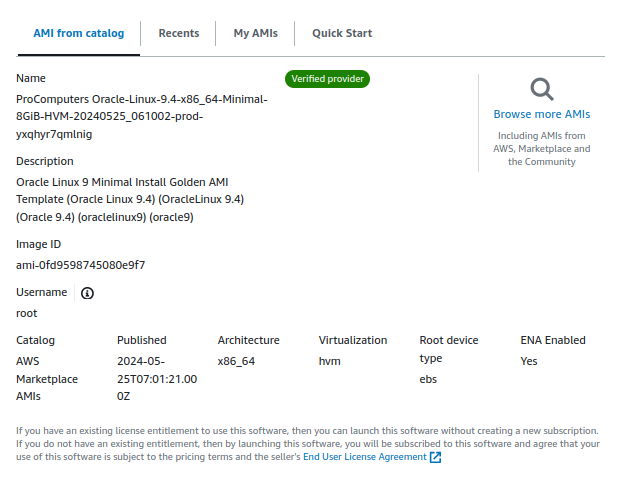 AMI from catalog
Recents
My AMIs
Quick Start
Name
Verified provider
ProComputers Oracle-Linux-9.4-x86_64-Minimal-
8GiB-HVM-20240525_061002-prod-
yxqhyr7qmlnig
Browse more AMIs
Including AMIs from
AWS, Marketplace and
the Community
Description
Oracle Linux 9 Minimal Install Golden AMI
Template (Oracle Linux 9.4) (OracleLinux 9.4)
(Oracle 9.4) (oraclelinux9) (oracle9)
Image ID
ami-0fd9598745080e9f7
Username
root
Catalog
AWS
Marketplace
AMIs
Published
2024-05-
25T07:01:21.00
0Z
Architecture
x86_64
Virtualization
hvm
Root device
type
ebs
ENA Enabled
Yes
If you have an existing license entitlement to use this software, then you can launch this software without creating a new subscription.
If you do not have an existing entitlement, then by launching this software, you will be subscribed to this software and agree that your
use of this software is subject to the pricing terms and the seller's End User License Agreement